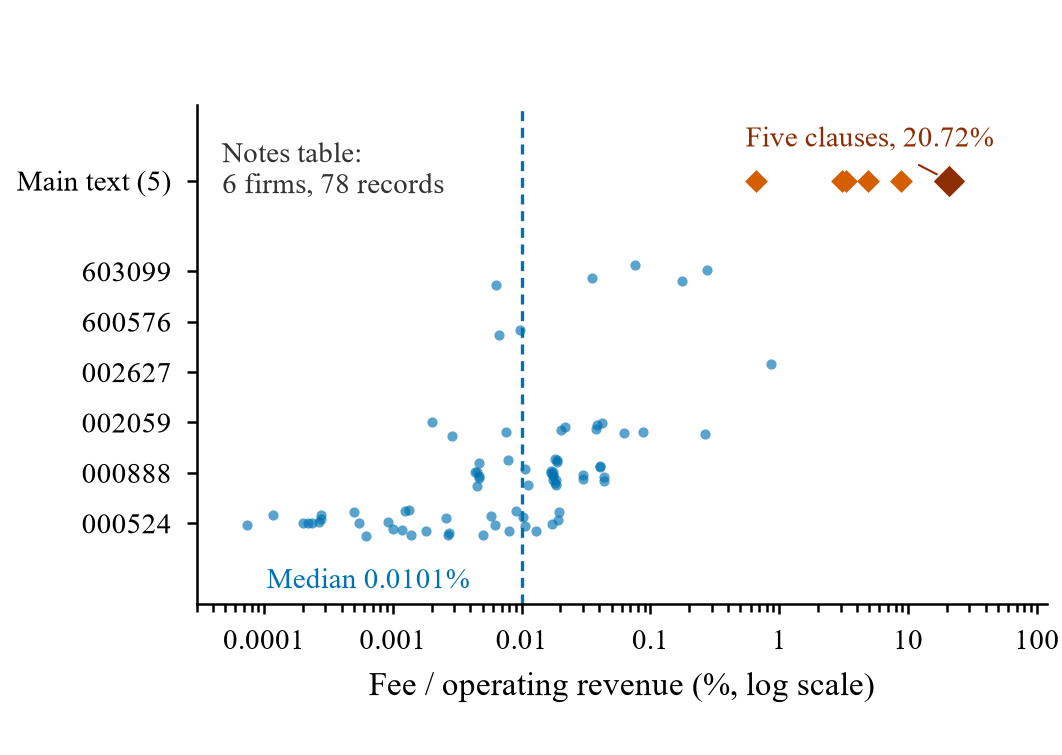 Five clauses, 20.72%
Notes table:
6 firms, 78 records
Main text (5)
603099
600576
002627
002059
000888
000524
Median 0.0101%
0.0001
0.001
0.01
0.1
1
10
100
Fee / operating revenue (%, log scale)